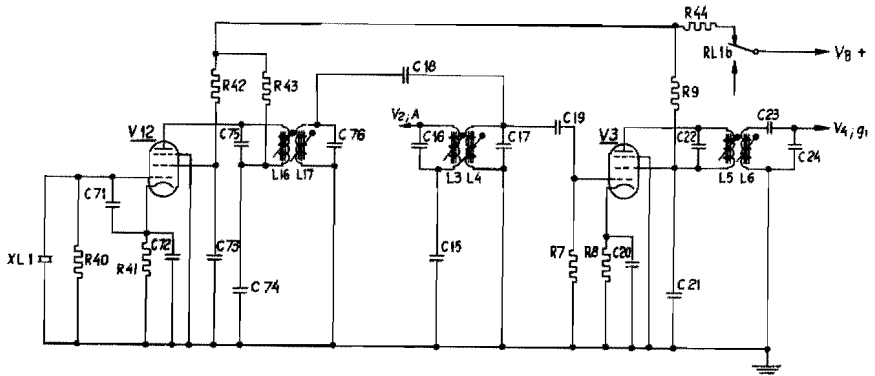 R44
RL1b
V8 +
R42
R43
C18
R9
V2,A
C19
V12
C75
C76
C16
C17
V3
C22
C23
V4,g1
C24
L16
L17
L3
L4
L5
L6
C71
XL1
R40
R41
C72
C73
C74
C15
R7
R8
C20
C21